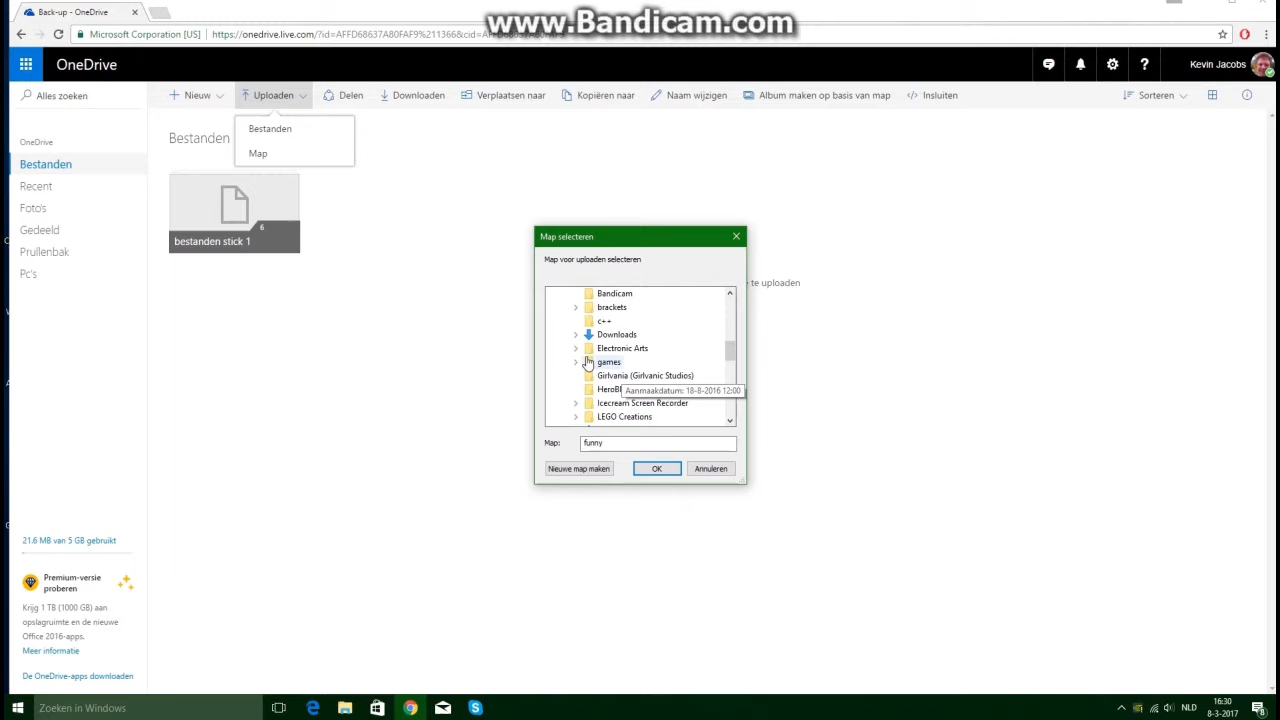 Back-up - OneDrive
www.Bandicam.com
Microsoft Corporation [US]
https://onedrive.live.com/?id=AFFD68637A80FAF9%211366&cid=
OneDrive
Kevin Jacobs
Alles zoeken
Nieuw
Uploaden
Delen
Downloaden
Verplaatsen naar
Kopiëren naar
Naam wijzigen
Album maken op basis van map
Insluiten
Sorteren
Bestanden
Map
Bestanden
OneDrive
Bestanden
Recent
Foto's
Gedeeld
Prullenbak
Pc's
6
bestanden stick 1
te uploaden
Map selecteren
Map voor uploaden selecteren
Bandicam
brackets
c++
Downloads
Electronic Arts
games
Girlvania (Girlvanic Studios)
Aanmaakdatum: 18-8-2016 12:00
Icecream Screen Recorder
LEGO Creations
Map:
funny
Nieuwe map maken
OK
Annuleren
21.6 MB van 5 GB gebruikt
Premium-versie
proberen
Krijg 1 TB (1000 GB) aan
opslagruimte en de nieuwe
Office 2016-apps.
Meer informatie
De OneDrive-apps downloaden
Zoeken in Windows
NLD
16:30
8-3-2017
8